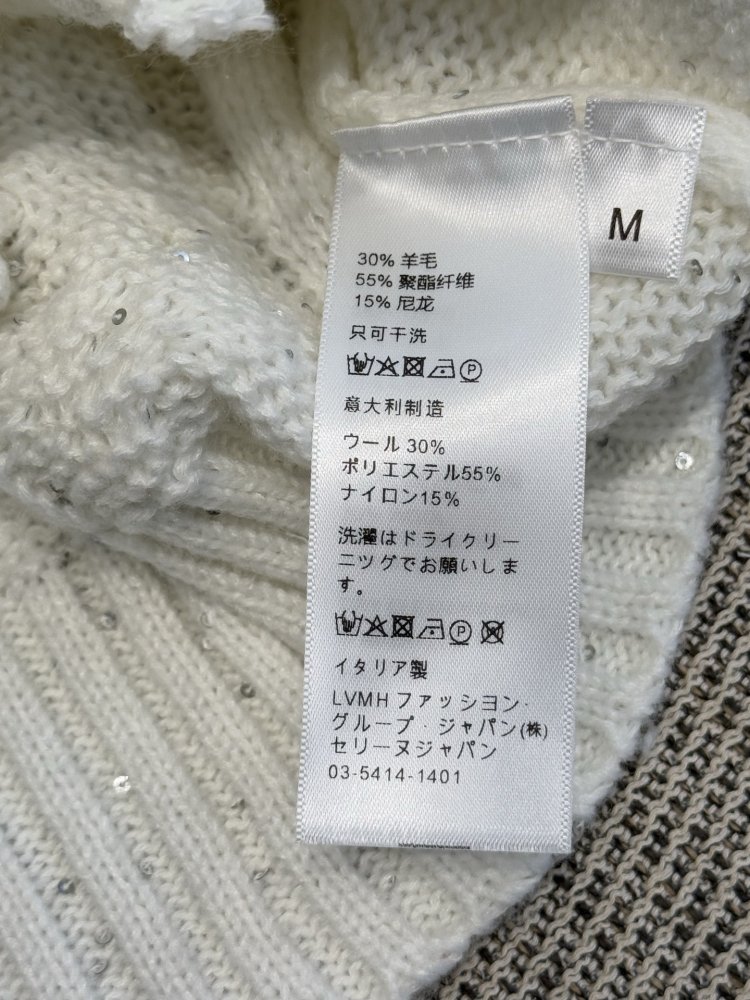 M
30% 羊毛
55% 聚酯纤维
15% 尼龙
只可干洗
P
意大利制造
ウール 30%
ポリエステル55%
ナイロン15%
洗濯はドライクリー
ニツグでお願いしま
す。
P
イタリア製
LVMH ファッシヨン·
グループ · ジャパン(株)
セリーヌジャパン
03-5414-1401